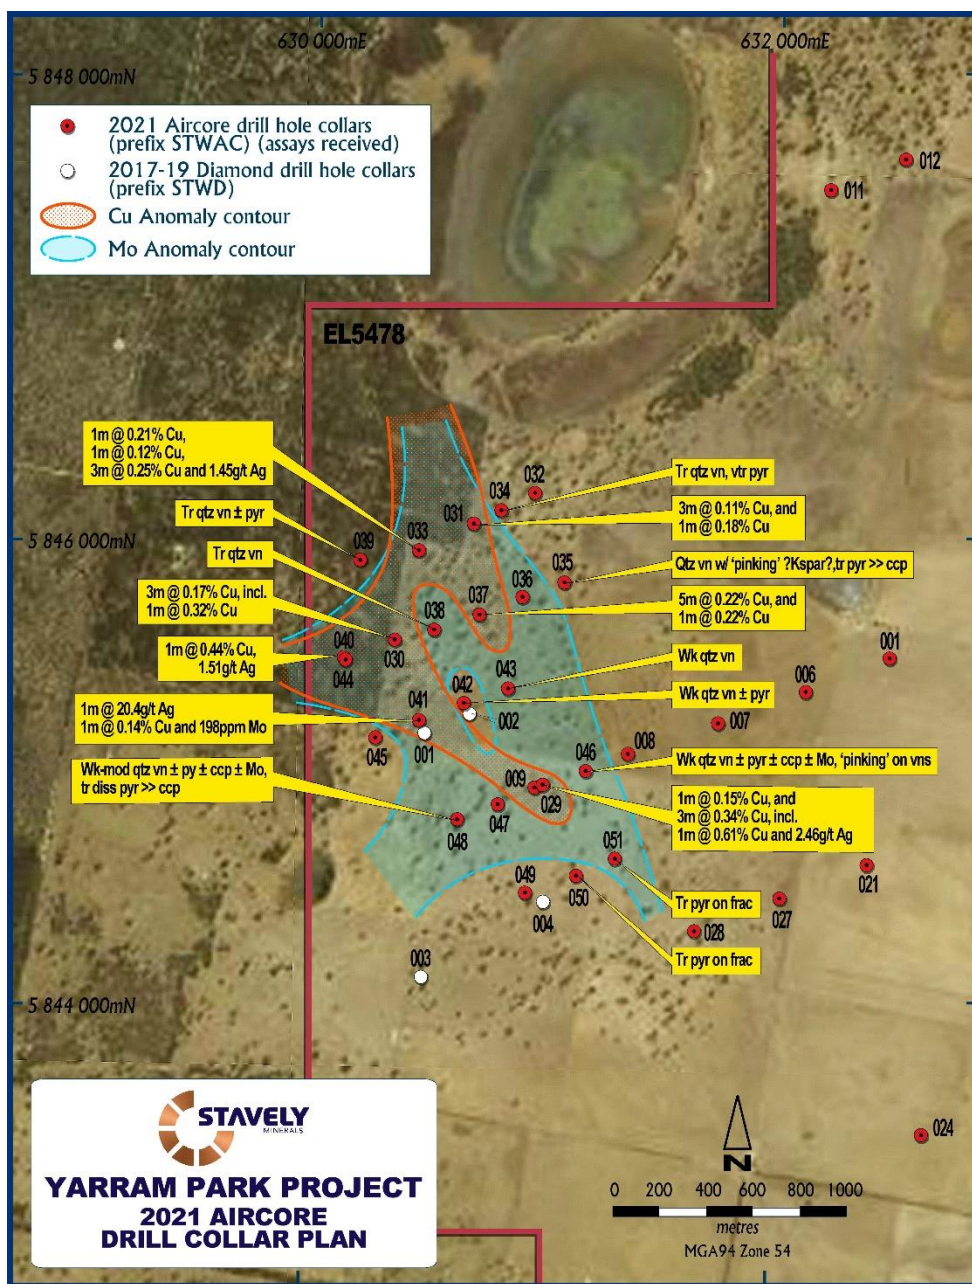 630 000mE
632 000mE
5 848 000mN
2021 Aircore drill hole collars
(prefix STWAC) (assays received)
2017-19 Diamond drill hole collars
(prefix STWD)
Cu Anomaly contour
Mo Anomaly contour
012
011
EL5478
1m @ 0.21% Cu,
1m @ 0.12% Cu,
3m @ 0.25% Cu and 1.45g/t Ag
032
034
Tr qtz vn, vtr pyr
031
3m @ 0.11% Cu, and
1m @ 0.18% Cu
Tr qtz vn ± pyr
5 846 000mN
033
039
Tr qtz vn
035
Qtz vn w/ ‘pinking’ ?Kspar?,tr pyr >> ccp
036
3m @ 0.17% Cu, incl.
1m @ 0.32% Cu
037
5m @ 0.22% Cu, and
1m @ 0.22% Cu
038
040
030
1m @ 0.44% Cu,
1.51g/t Ag
044
043
Wk qtz vn
001
006
042
Wk qtz vn ± pyr
002
1m @ 20.4g/t Ag
1m @ 0.14% Cu and 198ppm Mo
041
007
045
001
008
046
Wk qtz vn ± pyr ± ccp ± Mo, ‘pinking’ on vns
Wk-mod qtz vn ± py ± ccp ± Mo,
tr diss pyr >> ccp
009
029
1m @ 0.15% Cu, and
3m @ 0.34% Cu, incl.
1m @ 0.61% Cu and 2.46g/t Ag
047
048
051
049
050
004
Tr pyr on frac
021
027
028
Tr pyr on frac
003
5 844 000mN
STAVELY
MINERALS
YARRAM PARK PROJECT
2021 AIRCORE
DRILL COLLAR PLAN
N
024
0 200 400 600 800 1000
metres
MGA94 Zone 54